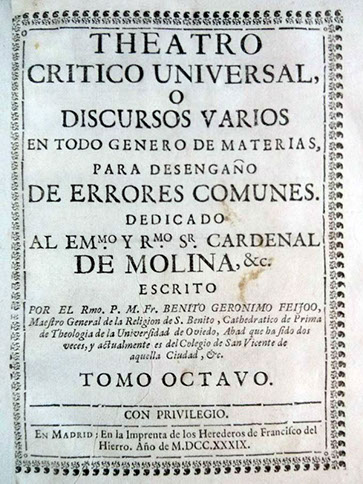 THEATRO
CRITICO UNIVERSAL,
O
DISCURSOS VARIOS
EN TODO GENERO DE MATERIAS,
PARA DESENGAÑO
DE ERRORES COMUNES.
DEDICADO
AL EM.MO Y R.MO SR. CARDENAL
DE MOLINA, &c.
ESCRITO
POR EL Rmo. P. M. Fr. BENITO GERONIMO FEIJOO,
Maestro General de la Religion de S. Benito, Cathedratico de Prima
de Theologia de la Universidad de Oviedo, Abad que ha sido dos
veces, y actualmente es del Colegio de San Vicente de
aquella Ciudad, &c.
TOMO OCTAVO.
CON PRIVILEGIO.
EN MADRID: En la Imprenta de los Herederos de Francisco del
Hierro. Año de M.DCC.XXXIX.